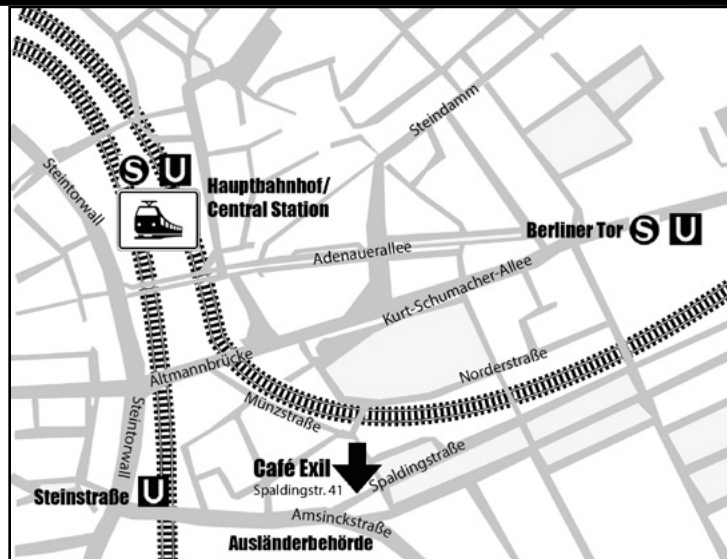 Steindamm
Steintorwall
S U
Hauptbahnhof/
Central Station
Berliner Tor S U
Adenauerallee
Kurt-Schumacher-Allee
Altmannbrücke
Norderstraße
Münzstraße
Steintorwall
Café Exil
Spaldingstr. 41
Spaldingstraße
Steinstraße U
Amsinckstraße
Ausländerbehörde